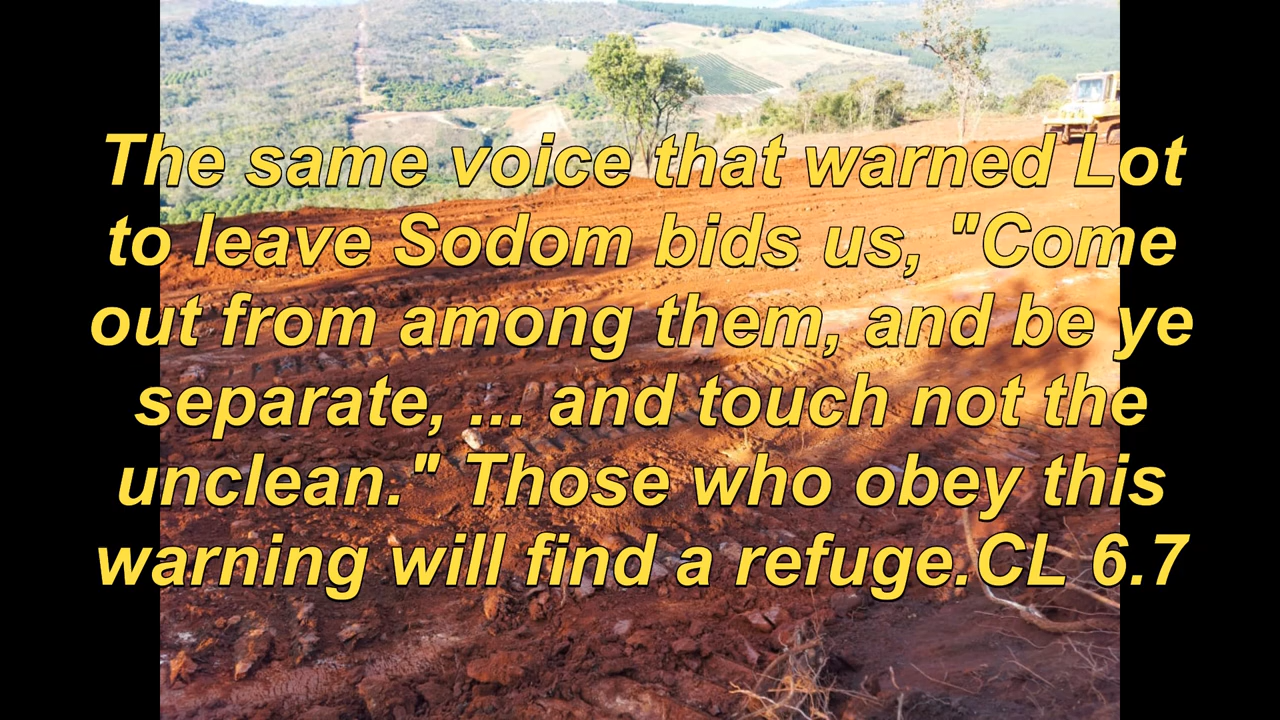 The same voice that warned Lot
to leave Sodom bids us, "Come
out from among them, and be ye
separate, ... and touch not the
unclean." Those who obey this
warning will find a refuge.CL 6.7